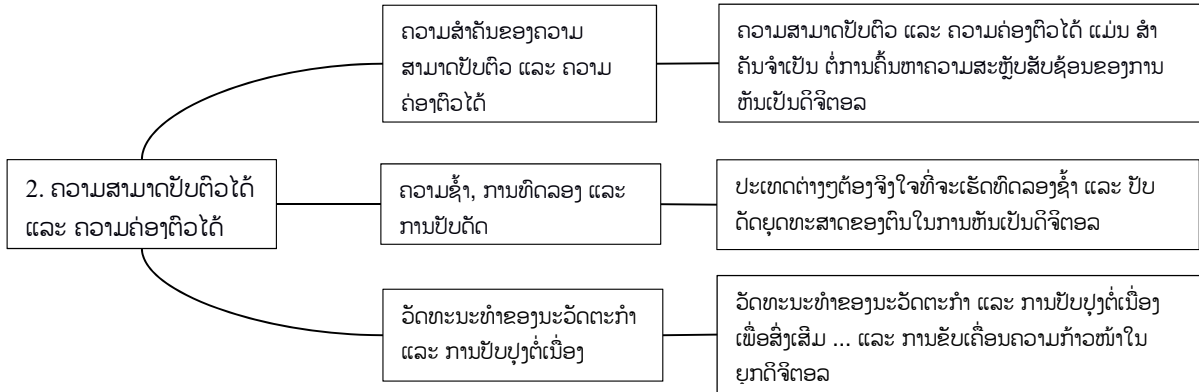 ຄວາມສຳຄັນຂອງຄວາມ
ສາມາດປັບຕົວ ແລະ ຄວາມ
ຄ່ອງຕົວໄດ້
ຄວາມສາມາດປັບຕົວ ແລະ ຄວາມຄ່ອງຕົວໄດ້ ແມ່ນ ສຳ
ຄັນຈຳເປັນ ຕໍ່ການຄົ້ນຫາຄວາມສະຫຼັບສັບຊ້ອນຂອງການ
ຫັນເປັນດິຈິຕອລ
2. ຄວາມສາມາດປັບຕົວໄດ້
ແລະ ຄວາມຄ່ອງຕົວໄດ້
ຄວາມຊ້ຳ, ການທົດລອງ ແລະ
ການປັບດັດ
ປະເທດຕ່າງໆຕ້ອງຈິງໃຈທີ່ຈະເຮັດທົດລອງຊ້ຳ ແລະ ປັບ
ດັດຍຸດທະສາດຂອງຕົນໃນການຫັນເປັນດິຈິຕອລ
ວັດທະນະທຳຂອງນະວັດຕະກຳ
ແລະ ການປັບປຸງຕໍ່ເນື່ອງ
ວັດທະນະທຳຂອງນະວັດຕະກຳ ແລະ ການປັບປຸງຕໍ່ເນື່ອງ
ເພື່ອສົ່ງເສີມ ... ແລະ ການຂັບເຄື່ອນຄວາມກ້າວໜ້າໃນ
ຍຸກດິຈິຕອລ